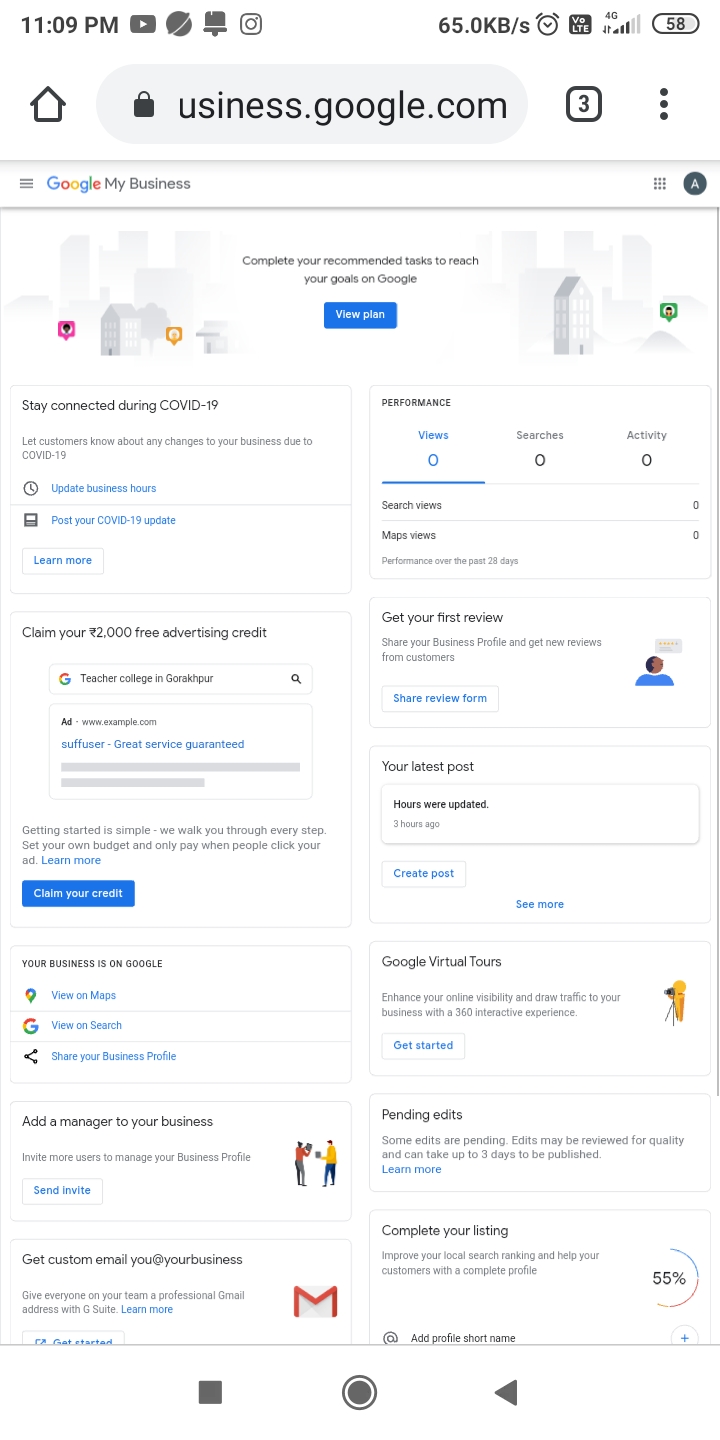 11:09 PM
65.0KB/s
Vo
LTE
4G
58
usiness.google.com
3
Google My Business
A
Complete your recommended tasks to reach
your goals on Google
View plan
Stay connected during COVID-19
Let customers know about any changes to your business due to
COVID-19
Update business hours
Post your COVID-19 update
Learn more
Claim your ₹2,000 free advertising credit
Teacher college in Gorakhpur
Ad · www.example.com
suffuser - Great service guaranteed
Getting started is simple - we walk you through every step.
Set your own budget and only pay when people click your
ad. Learn more
Claim your credit
YOUR BUSINESS IS ON GOOGLE
View on Maps
View on Search
Share your Business Profile
Add a manager to your business
Invite more users to manage your Business Profile
Send invite
Get custom email you@yourbusiness
Give everyone on your team a professional Gmail
address with G Suite. Learn more
Get started
PERFORMANCE
Views
Searches
Activity
0
0
0
Search views 0
Maps views 0
Performance over the past 28 days
Get your first review
Share your Business Profile and get new reviews
from customers
Share review form
Your latest post
Hours were updated.
3 hours ago
Create post
See more
Google Virtual Tours
Enhance your online visibility and draw traffic to your
business with a 360 interactive experience.
Get started
Pending edits
Some edits are pending. Edits may be reviewed for quality
and can take up to 3 days to be published.
Learn more
Complete your listing
Improve your local search ranking and help your
customers with a complete profile
55%
Add profile short name